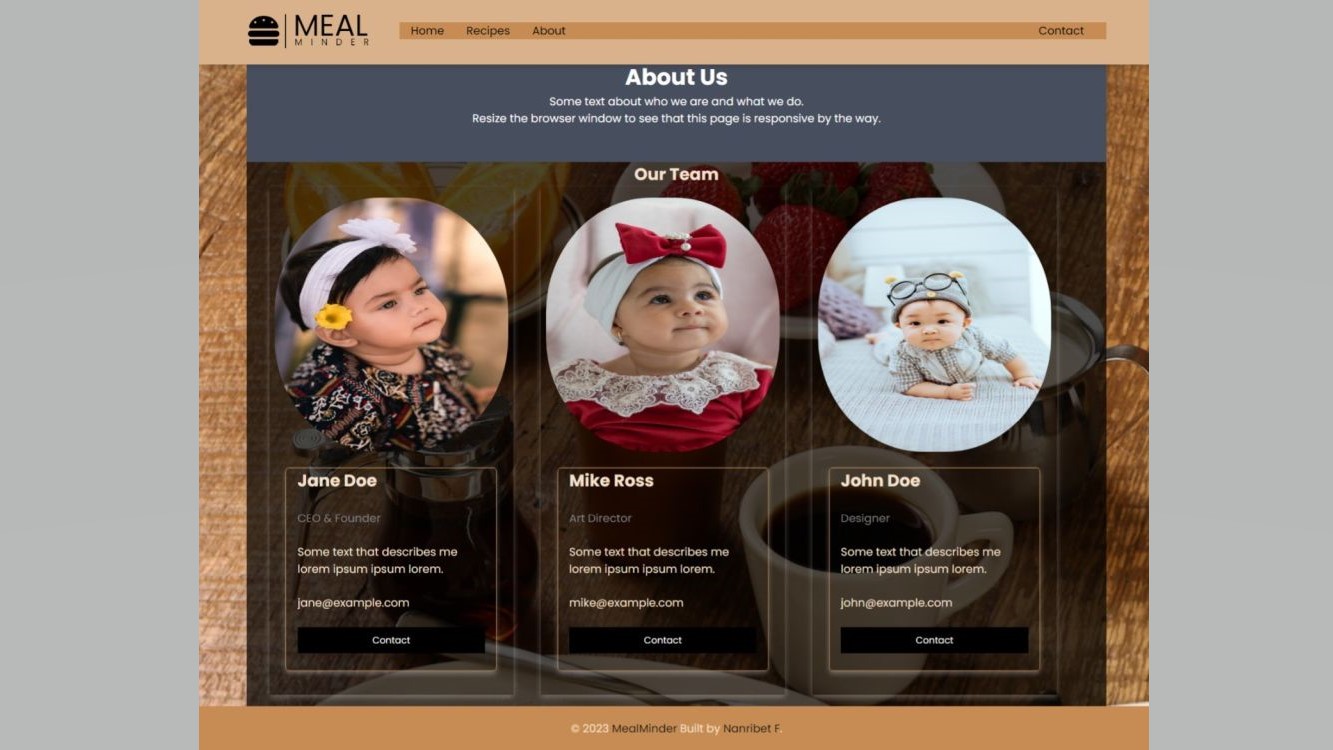 MEAL
MINDER
Home Recipes About Contact
About Us
Some text about who we are and what we do.
Resize the browser window to see that this page is responsive by the way.
Our Team
Jane Doe
CEO & Founder
Some text that describes me
lorem ipsum ipsum lorem.
jane@example.com
Contact
Mike Ross
Art Director
Some text that describes me
lorem ipsum ipsum lorem.
mike@example.com
Contact
John Doe
Designer
Some text that describes me
lorem ipsum ipsum lorem.
john@example.com
Contact
© 2023 MealMinder Built by Nanribet F.